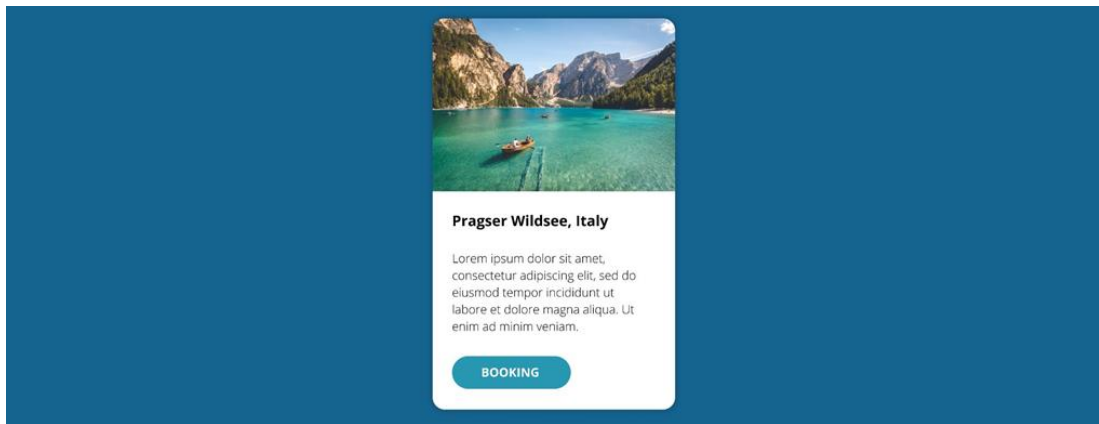 Pragser Wildsee, Italy
Lorem ipsum dolor sit amet,
consectetur adipiscing elit, sed do
eiusmod tempor incididunt ut
labore et dolore magna aliqua. Ut
enim ad minim veniam.
BOOKING